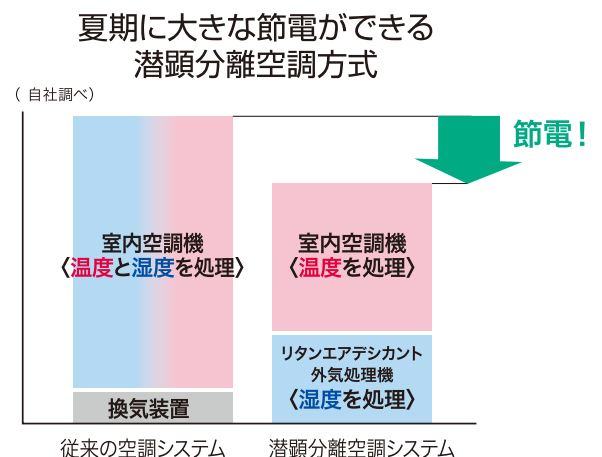 夏期に大きな節電ができる
潜顕分離空調方式
（ 自社調べ）
節電！
室内空調機
〈温度と湿度を処理〉
換気装置
室内空調機
〈温度を処理〉
リタンエアデシカント
外気処理機
〈湿度を処理〉
従来の空調システム
潜顕分離空調システム